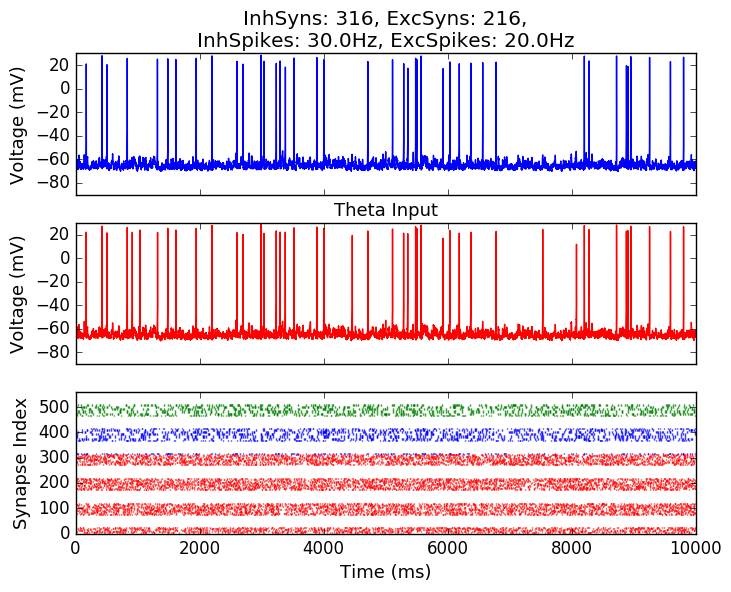 InhSyns: 316, ExcSyns: 216,
InhSpikes: 30.0Hz, ExcSpikes: 20.0Hz
Voltage (mV)
20
0
−20
−40
−60
−80
Theta Input
Voltage (mV)
20
0
−20
−40
−60
−80
Synapse Index
500
400
300
200
100
0
0 2000 4000 6000 8000 10000
Time (ms)